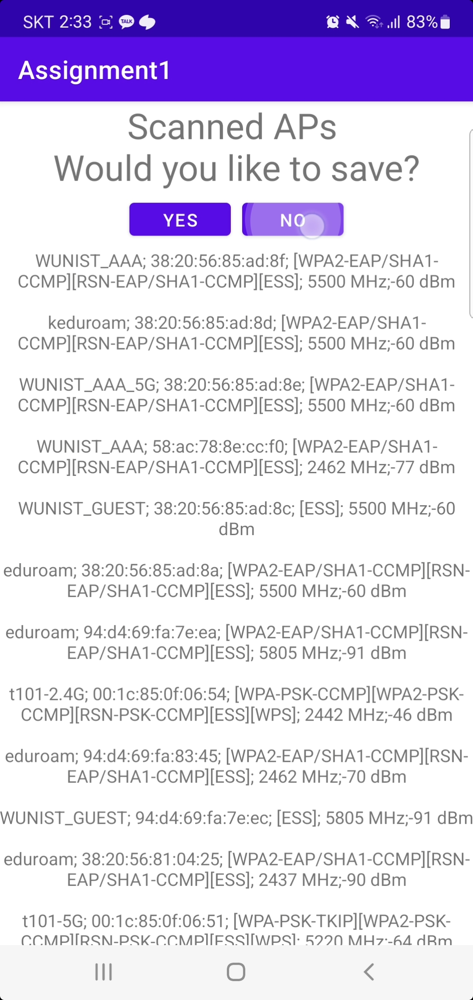 SKT 2:33 TALK 83%
Assignment1
Scanned APs
Would you like to save?
YES NO
WUNIST_AAA; 38:20:56:85:ad:8f; [WPA2-EAP/SHA1-
CCMP][RSN-EAP/SHA1-CCMP][ESS]; 5500 MHz;-60 dBm
keduroam; 38:20:56:85:ad:8d; [WPA2-EAP/SHA1-
CCMP][RSN-EAP/SHA1-CCMP][ESS]; 5500 MHz;-60 dBm
WUNIST_AAA_5G; 38:20:56:85:ad:8e; [WPA2-EAP/SHA1-
CCMP][RSN-EAP/SHA1-CCMP][ESS]; 5500 MHz;-60 dBm
WUNIST_AAA; 58:ac:78:8e:cc:f0; [WPA2-EAP/SHA1-
CCMP][RSN-EAP/SHA1-CCMP][ESS]; 2462 MHz;-77 dBm
WUNIST_GUEST; 38:20:56:85:ad:8c; [ESS]; 5500 MHz;-60
dBm
eduroam; 38:20:56:85:ad:8a; [WPA2-EAP/SHA1-CCMP][RSN-
EAP/SHA1-CCMP][ESS]; 5500 MHz;-60 dBm
eduroam; 94:d4:69:fa:7e:ea; [WPA2-EAP/SHA1-CCMP][RSN-
EAP/SHA1-CCMP][ESS]; 5805 MHz;-91 dBm
t101-2.4G; 00:1c:85:0f:06:54; [WPA-PSK-CCMP][WPA2-PSK-
CCMP][RSN-PSK-CCMP][ESS][WPS]; 2442 MHz;-46 dBm
eduroam; 94:d4:69:fa:83:45; [WPA2-EAP/SHA1-CCMP][RSN-
EAP/SHA1-CCMP][ESS]; 2462 MHz;-70 dBm
WUNIST_GUEST; 94:d4:69:fa:7e:ec; [ESS]; 5805 MHz;-91 dBm
eduroam; 38:20:56:81:04:25; [WPA2-EAP/SHA1-CCMP][RSN-
EAP/SHA1-CCMP][ESS]; 2437 MHz;-90 dBm
t101-5G; 00:1c:85:0f:06:51; [WPA-PSK-TKIP][WPA2-PSK-
CCMP][RSN-PSK-CCMP][ESS][WPS]; 5220 MHz;-64 dBm